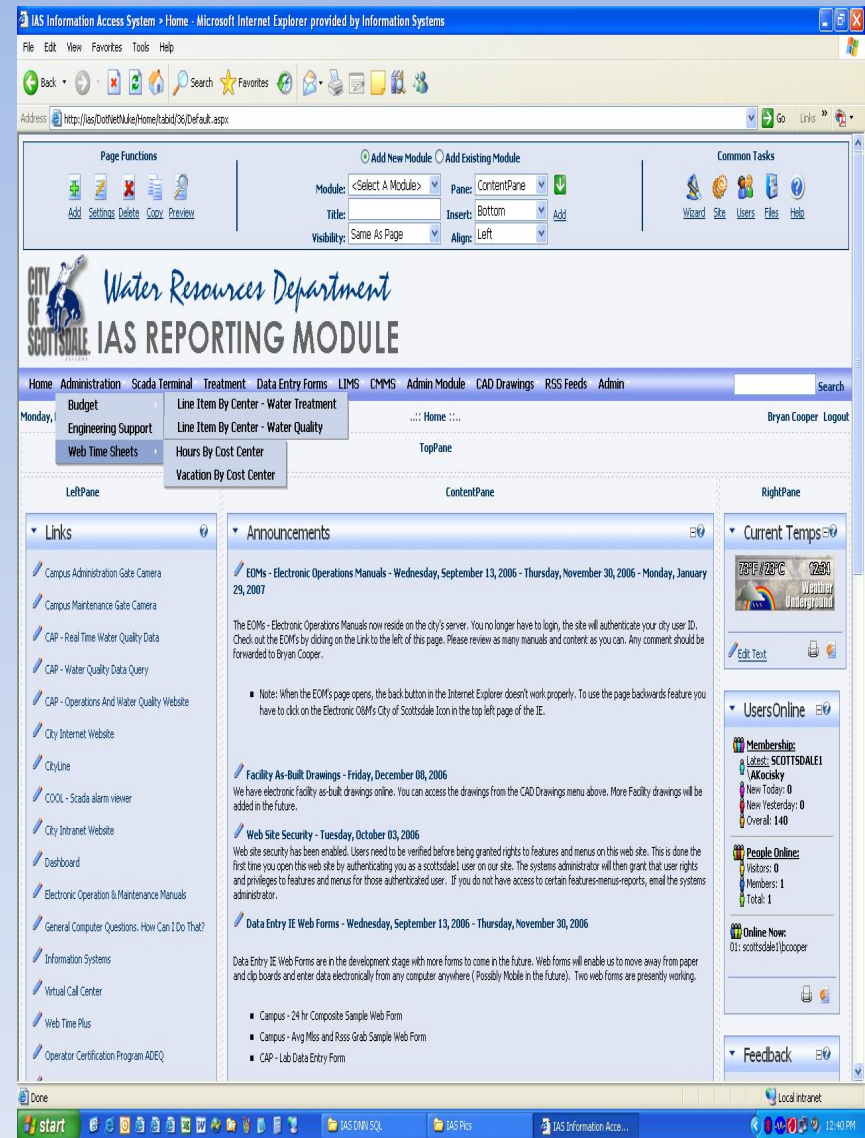 IAS Information Access System > Home - Microsoft Internet Explorer provided by Information Systems
File Edit View Favorites Tools Help
Back Search Favorites
Address http://ias/DotNetNuke/Home/tabid/36/Default.aspx Go Links »
Page Functions
Add Settings Delete Copy Preview
Add New Module Add Existing Module
Module: <Select A Module> Pane: ContentPane
Title: Insert: Bottom Add
Visibility: Same As Page Align: Left
Common Tasks
Wizard Site Users Files Help
CITY OF SCOTTSDALE
Water Resources Department
IAS REPORTING MODULE
Home Administration Scada Terminal Treatment Data Entry Forms LIMS CMMS Admin Module CAD Drawings RSS Feeds Admin Search
Monday, ..:: Home ::.. Bryan Cooper Logout
Budget
Engineering Support
Web Time Sheets
Line Item By Center - Water Treatment
Line Item By Center - Water Quality
Hours By Cost Center
Vacation By Cost Center
TopPane
LeftPane ContentPane RightPane
Links
Campus Administration Gate Camera
Campus Maintenance Gate Camera
CAP - Real Time Water Quality Data
CAP - Water Quality Data Query
CAP - Operations And Water Quality Website
City Internet Website
CityLine
COOL - Scada alarm viewer
City Intranet Website
Dashboard
Electronic Operation & Maintenance Manuals
General Computer Questions. How Can I Do That?
Information Systems
Virtual Call Center
Web Time Plus
Operator Certification Program ADEQ
Announcements
EOMs - Electronic Operations Manuals - Wednesday, September 13, 2006 - Thursday, November 30, 2006 - Monday, January
29, 2007
The EOMs - Electronic Operations Manuals now reside on the city's server. You no longer have to login, the site will authenticate your city user ID.
Check out the EOM's by clicking on the Link to the left of this page. Please review as many manuals and content as you can. Any comment should be
forwarded to Bryan Cooper.
Note: When the EOM's page opens, the back button in the Internet Explorer doesn't work properly. To use the page backwards feature you
have to click on the Electronic O&M's City of Scottsdale Icon in the top left page of the IE.
Facility As-Built Drawings - Friday, December 08, 2006
We have electronic facility as-built drawings online. You can access the drawings from the CAD Drawings menu above. More Facility drawings will be
added in the future.
Web Site Security - Tuesday, October 03, 2006
Web site security has been enabled. Users need to be verified before being granted rights to features and menus on this web site. This is done the
first time you open this web site by authenticating you as a scottsdale1 user on our site. The systems administrator will then grant that user rights
and privileges to features and menus for those authenticated user. If you do not have access to certain features-menus-reports, email the systems
administrator.
Data Entry IE Web Forms - Wednesday, September 13, 2006 - Thursday, November 30, 2006
Data Entry IE Web Forms are in the development stage with more forms to come in the future. Web forms will enable us to move away from paper
and clip boards and enter data electronically from any computer anywhere ( Possibly Mobile in the future). Two web forms are presently working.
Campus - 24 hr Composite Sample Web Form
Campus - Avg Mlss and Rsss Grab Sample Web Form
CAP - Lab Data Entry Form
Current Temps
73°F / 23°C 12:34
Weather
Underground
Edit Text
UsersOnline
Membership:
Latest: SCOTTSDALE1
\AKocisky
New Today: 0
New Yesterday: 0
Overall: 140
People Online:
Visitors: 0
Members: 1
Total: 1
Online Now:
01: scottsdale1\bcooper
Feedback
Done Local intranet
start IAS DNN SQL IAS Pics IAS Information Acce... 12:40 PM